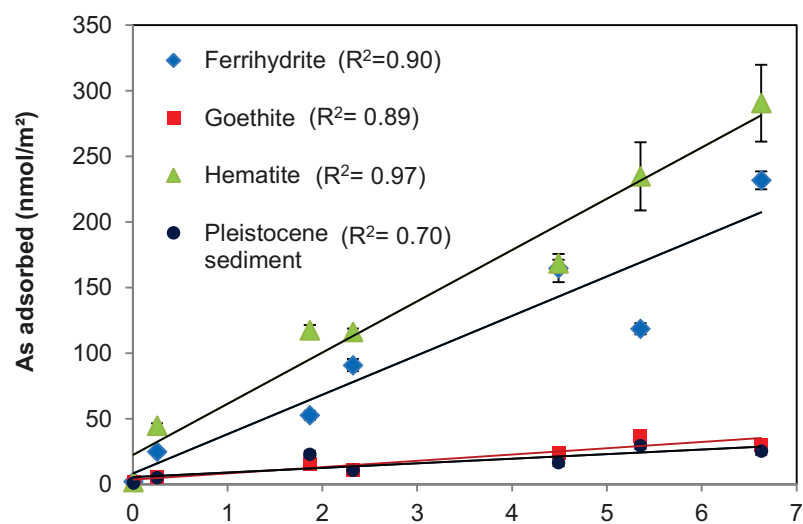 350
300
250
200
150
100
50
0
As adsorbed (nmol/m²)
Ferrihydrite (R²=0.90)
Goethite (R²= 0.89)
Hematite (R²= 0.97)
Pleistocene (R²= 0.70)
sediment
0 1 2 3 4 5 6 7